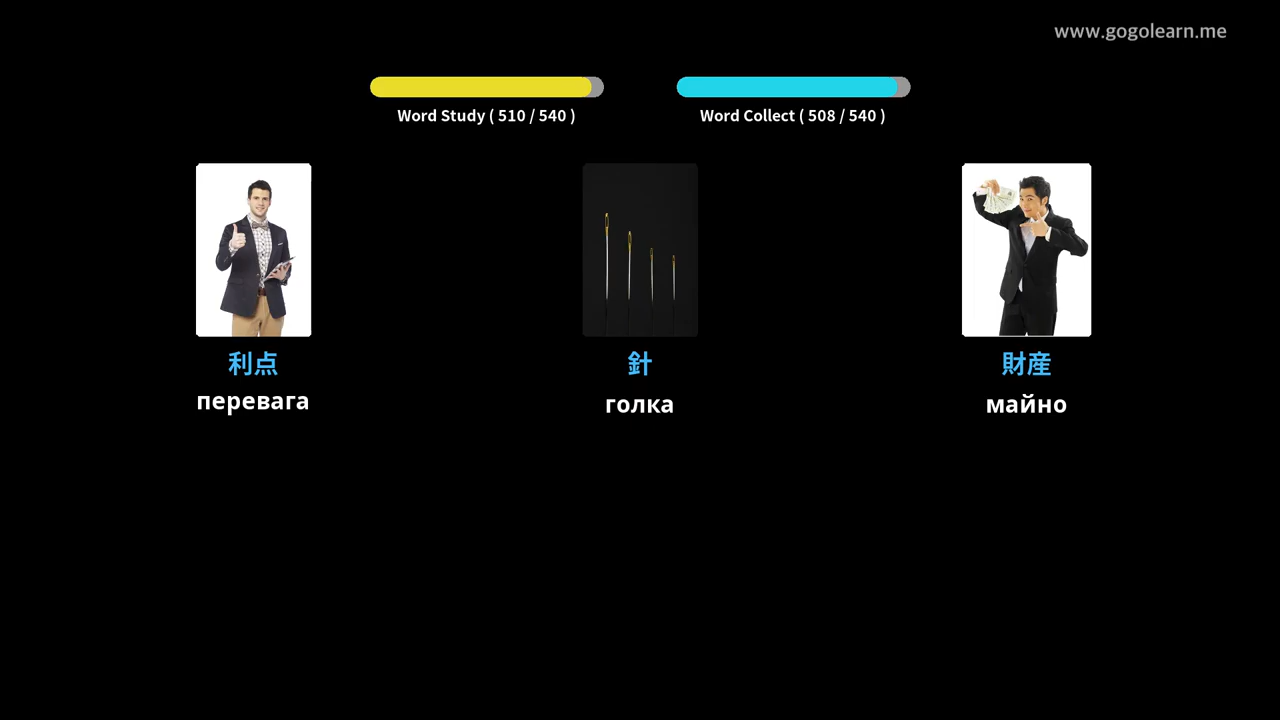 www.gogolearn.me
Word Study ( 510 / 540 )
Word Collect ( 508 / 540 )
利点
針
財産
перевага
голка
майно